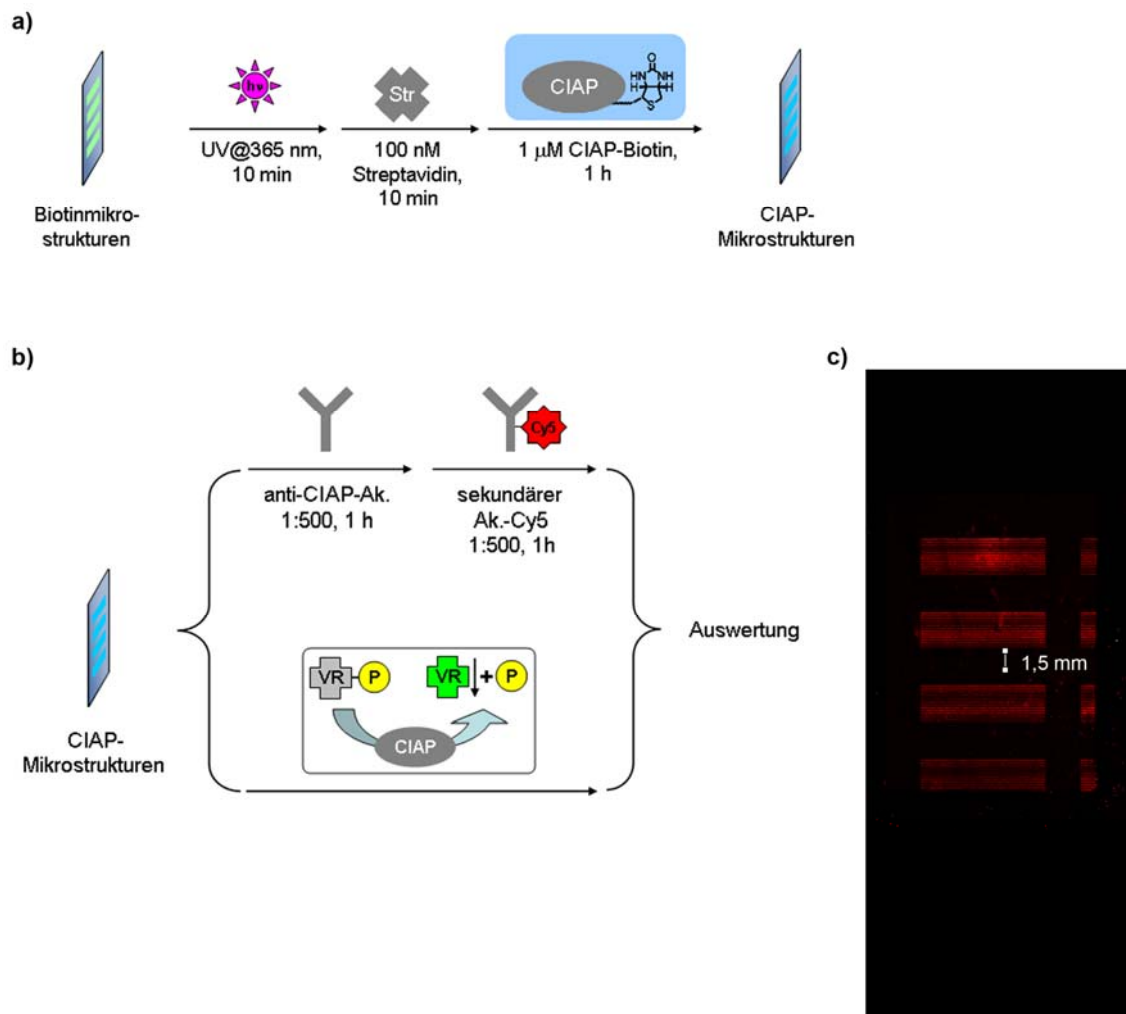 a)
hν
Str
CIAP
O
HN
NH
H
H
S
UV@365 nm,
10 min
100 nM
Streptavidin,
10 min
1 μM CIAP-Biotin,
1 h
Biotinmikro-
strukturen
CIAP-
Mikrostrukturen
b)
Cy5
anti-CIAP-Ak.
1:500, 1 h
sekundärer
Ak.-Cy5
1:500, 1h
VR
P
VR
+
P
CIAP
CIAP-
Mikrostrukturen
Auswertung
c)
1,5 mm